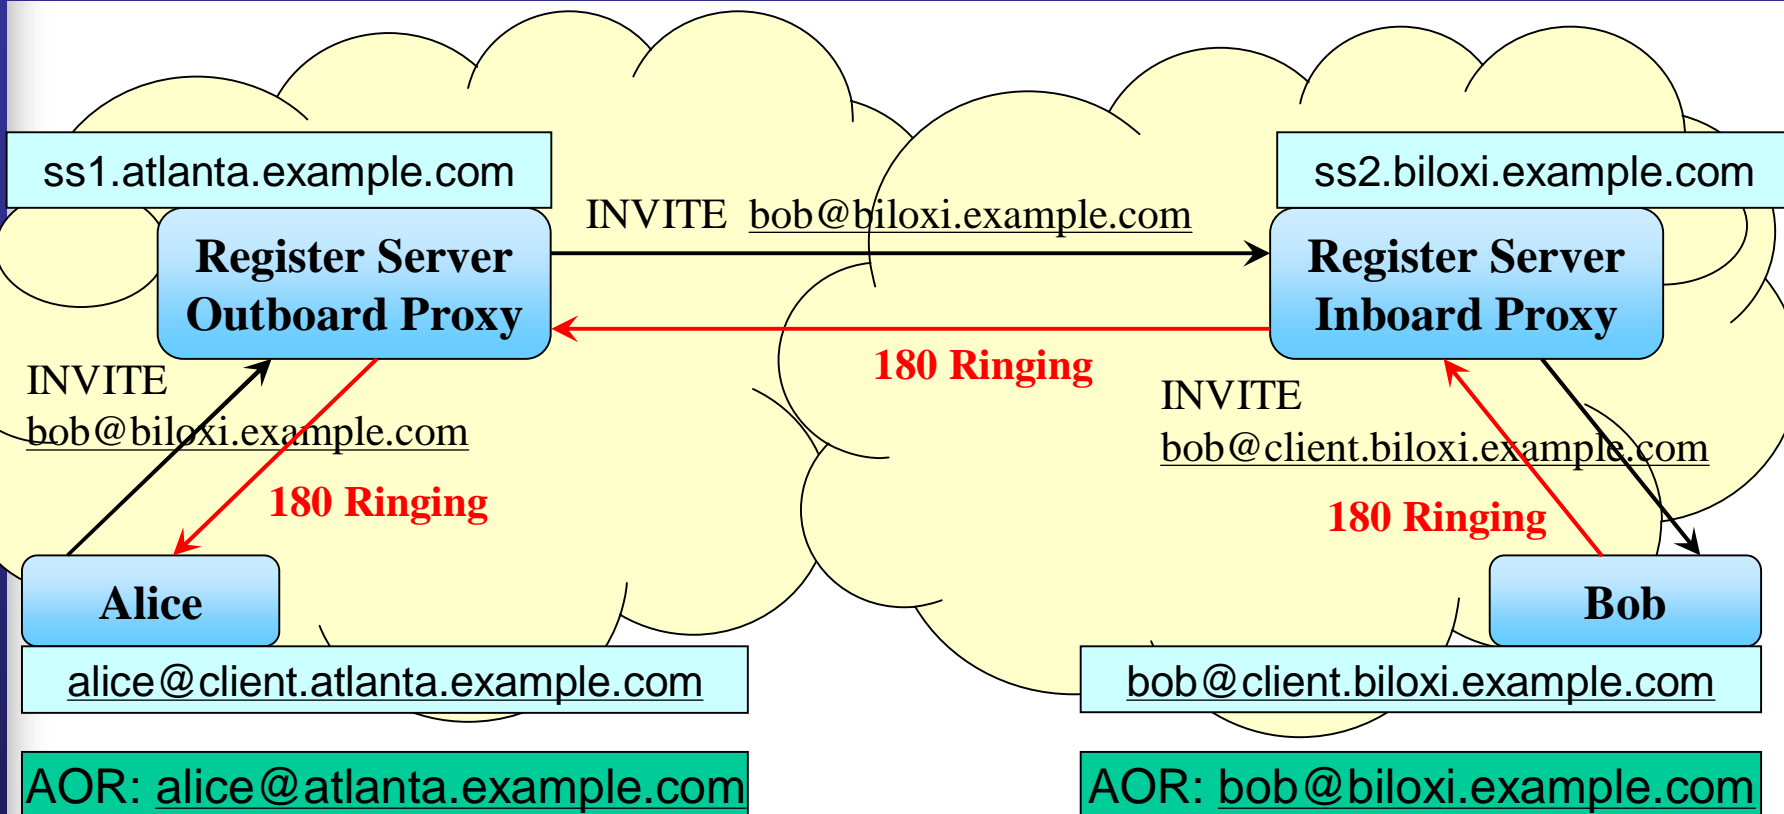 ss1.atlanta.example.com
ss2.biloxi.example.com
INVITE bob@biloxi.example.com
Register Server
Outboard Proxy
Register Server
Inboard Proxy
180 Ringing
INVITE
bob@biloxi.example.com
INVITE
bob@client.biloxi.example.com
180 Ringing
180 Ringing
Alice
Bob
alice@client.atlanta.example.com
bob@client.biloxi.example.com
AOR: alice@atlanta.example.com
AOR: bob@biloxi.example.com